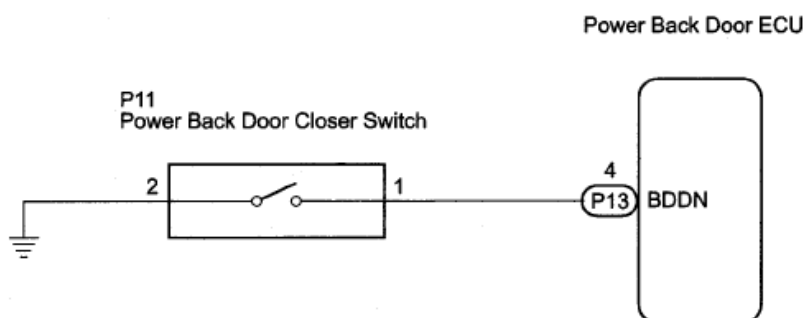 Power Back Door ECU
P11
Power Back Door Closer Switch
2
1
4
P13
BDDN